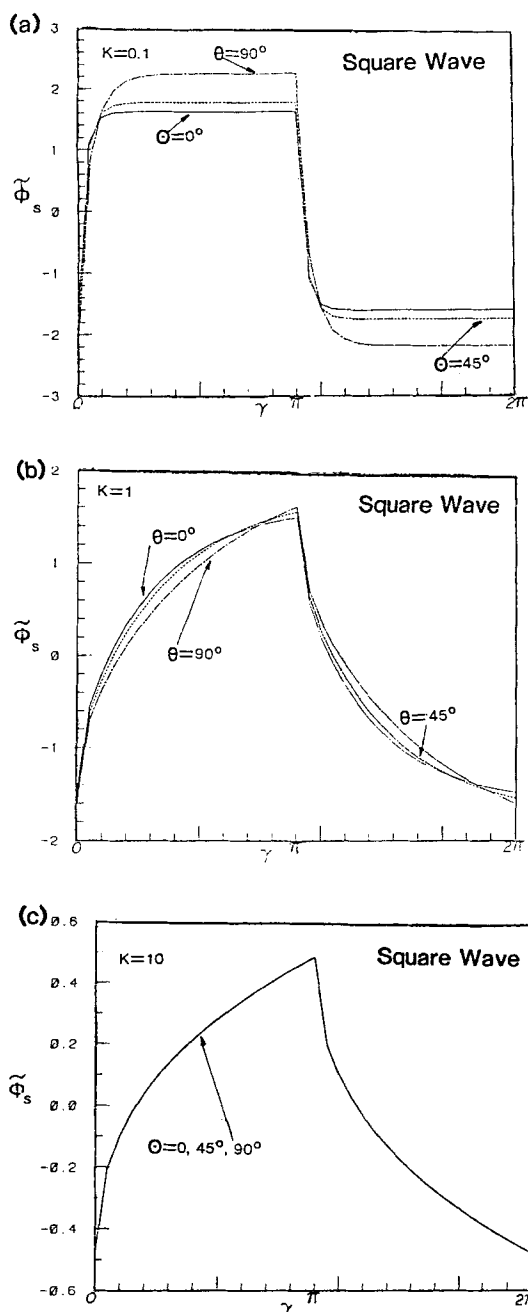 (a)
K=0.1
θ=90°
Square Wave
Θ=0°
Θ=45°
Φ̃s
3
2
1
0
-1
-2
-3
0
γ
π
2π
(b)
K=1
Square Wave
θ=0°
θ=90°
θ=45°
Φ̃s
2
1
0
-1
-2
0
γ
π
2π
(c)
K=10
Square Wave
Θ=0, 45°, 90°
Φ̃s
0.6
0.4
0.2
0.0
-0.2
-0.4
-0.6
0
γ
π
2π